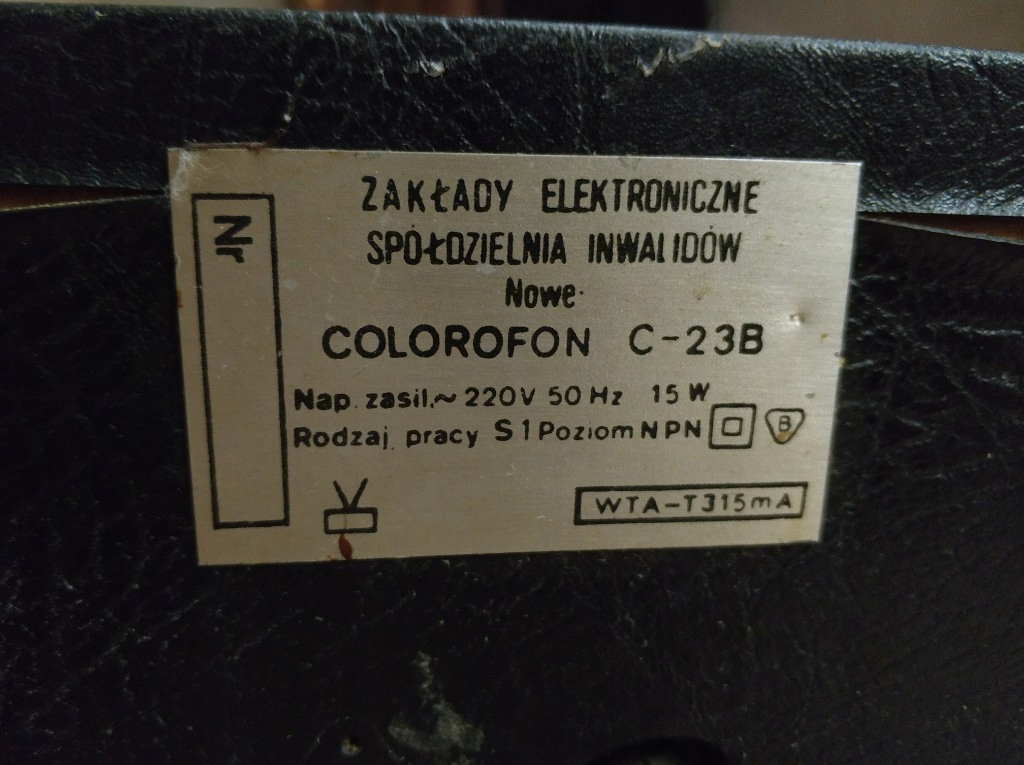 Nr
ZAKŁADY ELEKTRONICZNE
SPÓŁDZIELNIA INWALIDÓW
Nowe
COLOROFON C-23B
Nap. zasil.~ 220V 50 Hz 15 W
Rodzaj. pracy S1 Poziom N PN B
WTA-T315mA